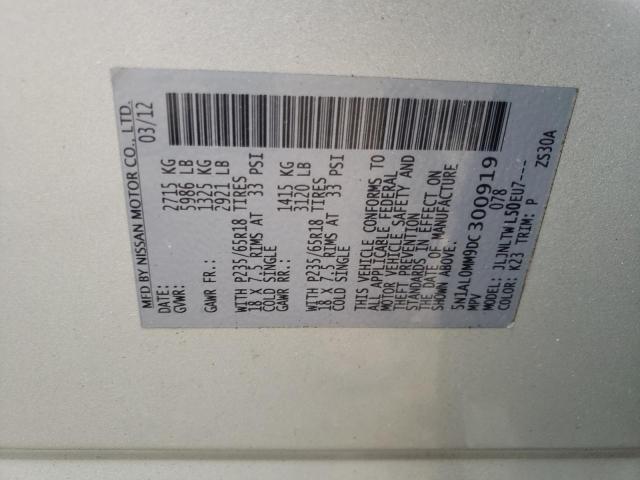 MFD BY NISSAN MOTOR CO., LTD.
DATE: 03/12
GVWR: 2715 KG
5986 LB
GAWR FR: 1325 KG
2921 LB
WITH P235/65R18 TIRES
18 X 7.5 RIMS AT 33 PSI
COLD SINGLE
GAWR RR: 1415 KG
3120 LB
WITH P235/65R18 TIRES
18 X 7.5 RIMS AT 33 PSI
COLD SINGLE
THIS VEHICLE CONFORMS TO
ALL APPLICABLE FEDERAL
MOTOR VEHICLE SAFETY AND
THEFT PREVENTION
STANDARDS IN EFFECT ON
THE DATE OF MANUFACTURE
SHOWN ABOVE.
5N1AL0MM9DC300919
MPV 078
MODEL: JLJNLTWL50EU7----
COLOR: K23 TRIM: P
ZS30A